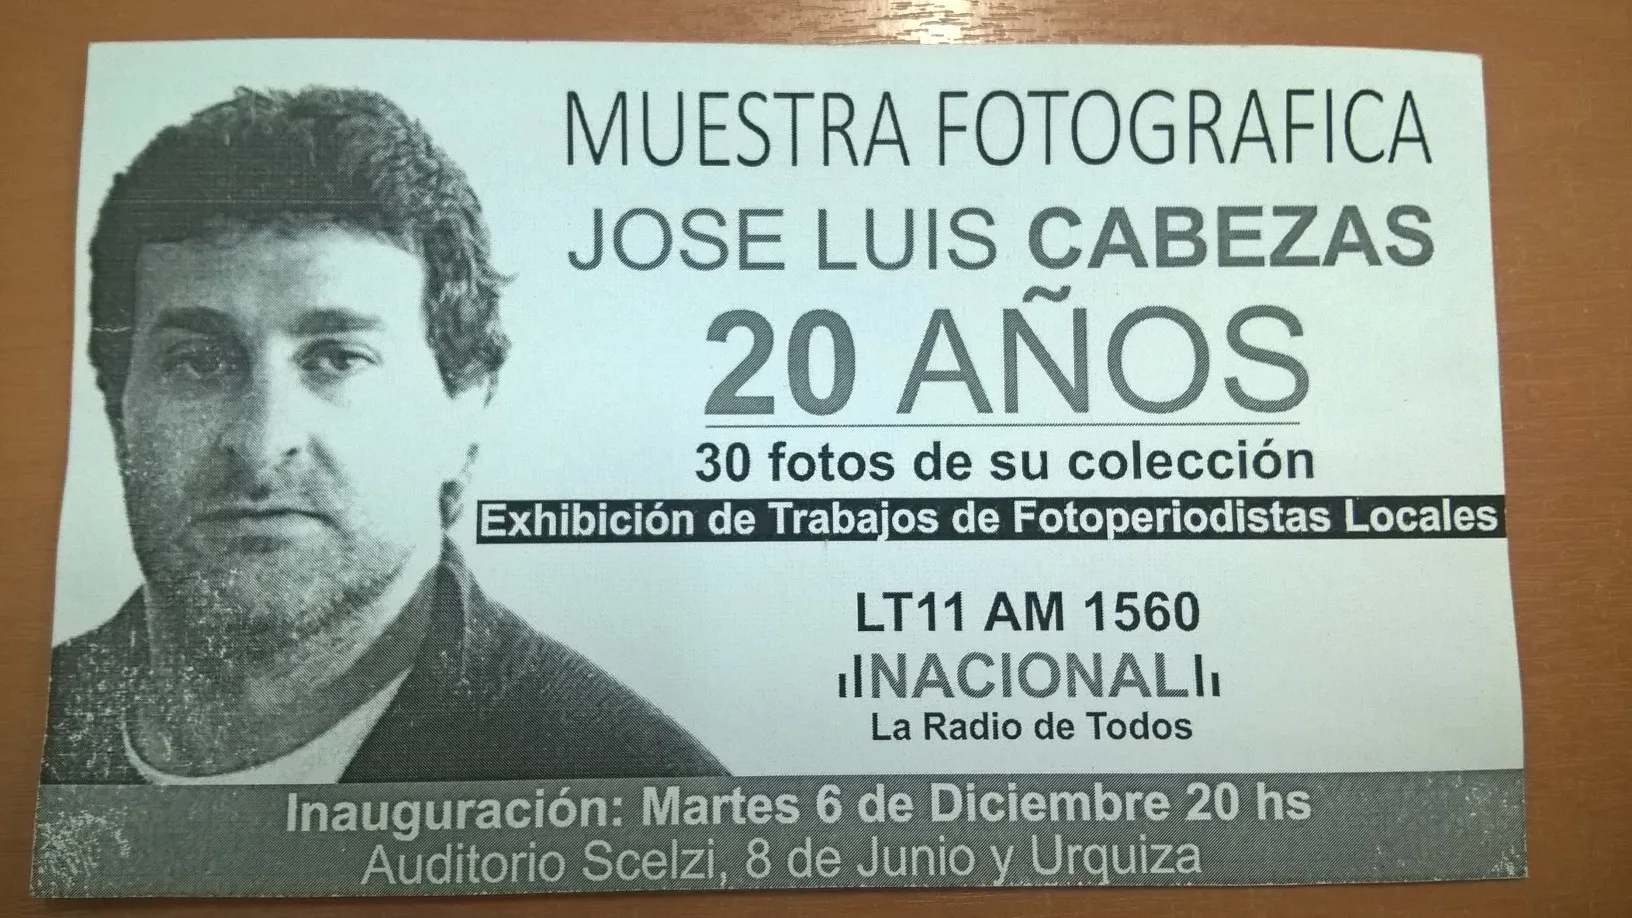 MUESTRA FOTOGRAFICA
JOSE LUIS CABEZAS
20 AÑOS
30 fotos de su colección
Exhibición de Trabajos de Fotoperiodistas Locales
LT11 AM 1560
NACIONAL
La Radio de Todos
Inauguración: Martes 6 de Diciembre 20 hs
Auditorio Scelzi, 8 de Junio y Urquiza